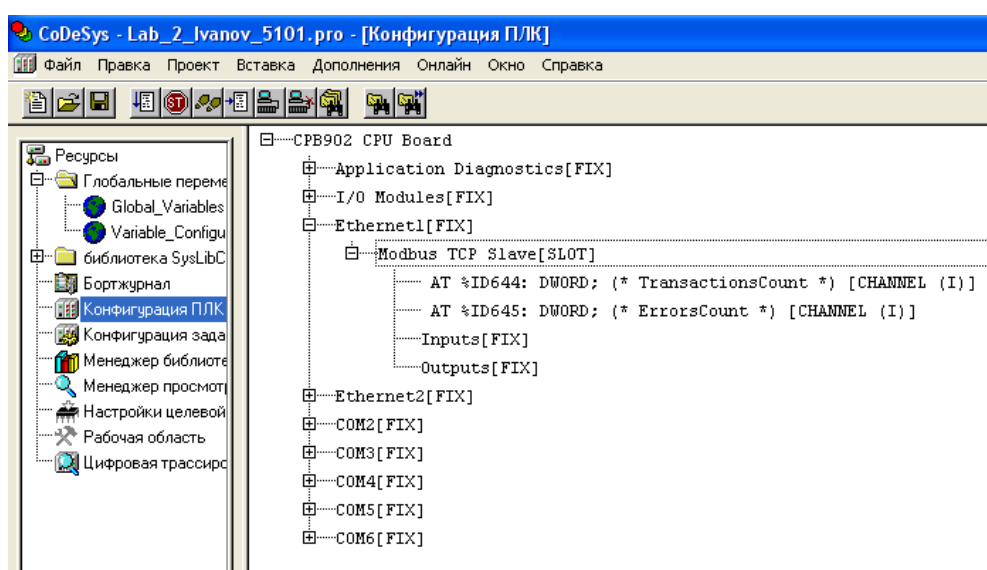 CoDeSys - Lab_2_Ivanov_5101.pro - [Конфигурация ПЛК]
Файл Правка Проект Вставка Дополнения Онлайн Окно Справка
Ресурсы
Глобальные переме
Global_Variables
Variable_Configu
библиотека SysLibC
Бортжурнал
Конфигурация ПЛК
Конфигурация зада
Менеджер библиоте
Менеджер просмотр
Настройки целевой
Рабочая область
Цифровая трассиро
CPB902 CPU Board
Application Diagnostics[FIX]
I/O Modules[FIX]
Ethernet1[FIX]
Modbus TCP Slave[SLOT]
AT %ID644: DWORD; (* TransactionsCount *) [CHANNEL (I)]
AT %ID645: DWORD; (* ErrorsCount *) [CHANNEL (I)]
Inputs[FIX]
Outputs[FIX]
Ethernet2[FIX]
COM2[FIX]
COM3[FIX]
COM4[FIX]
COM5[FIX]
COM6[FIX]